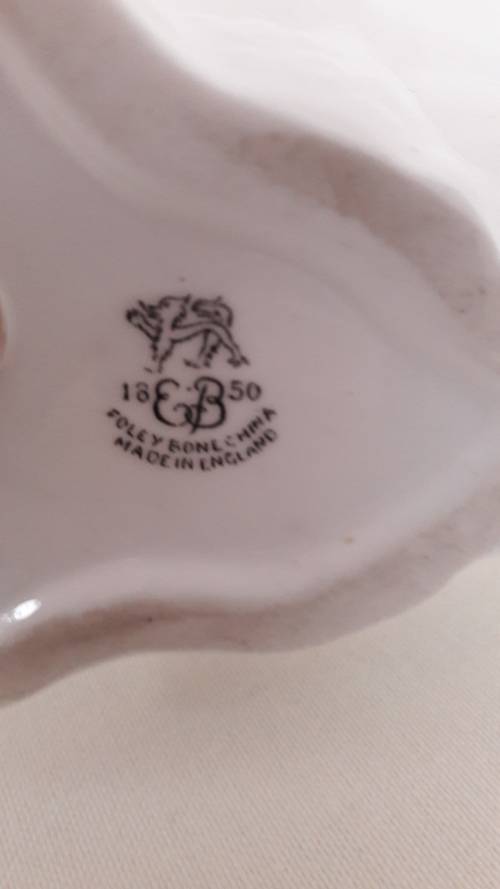 18 EB 50
FOLEY BONE CHINA
MADE IN ENGLAND